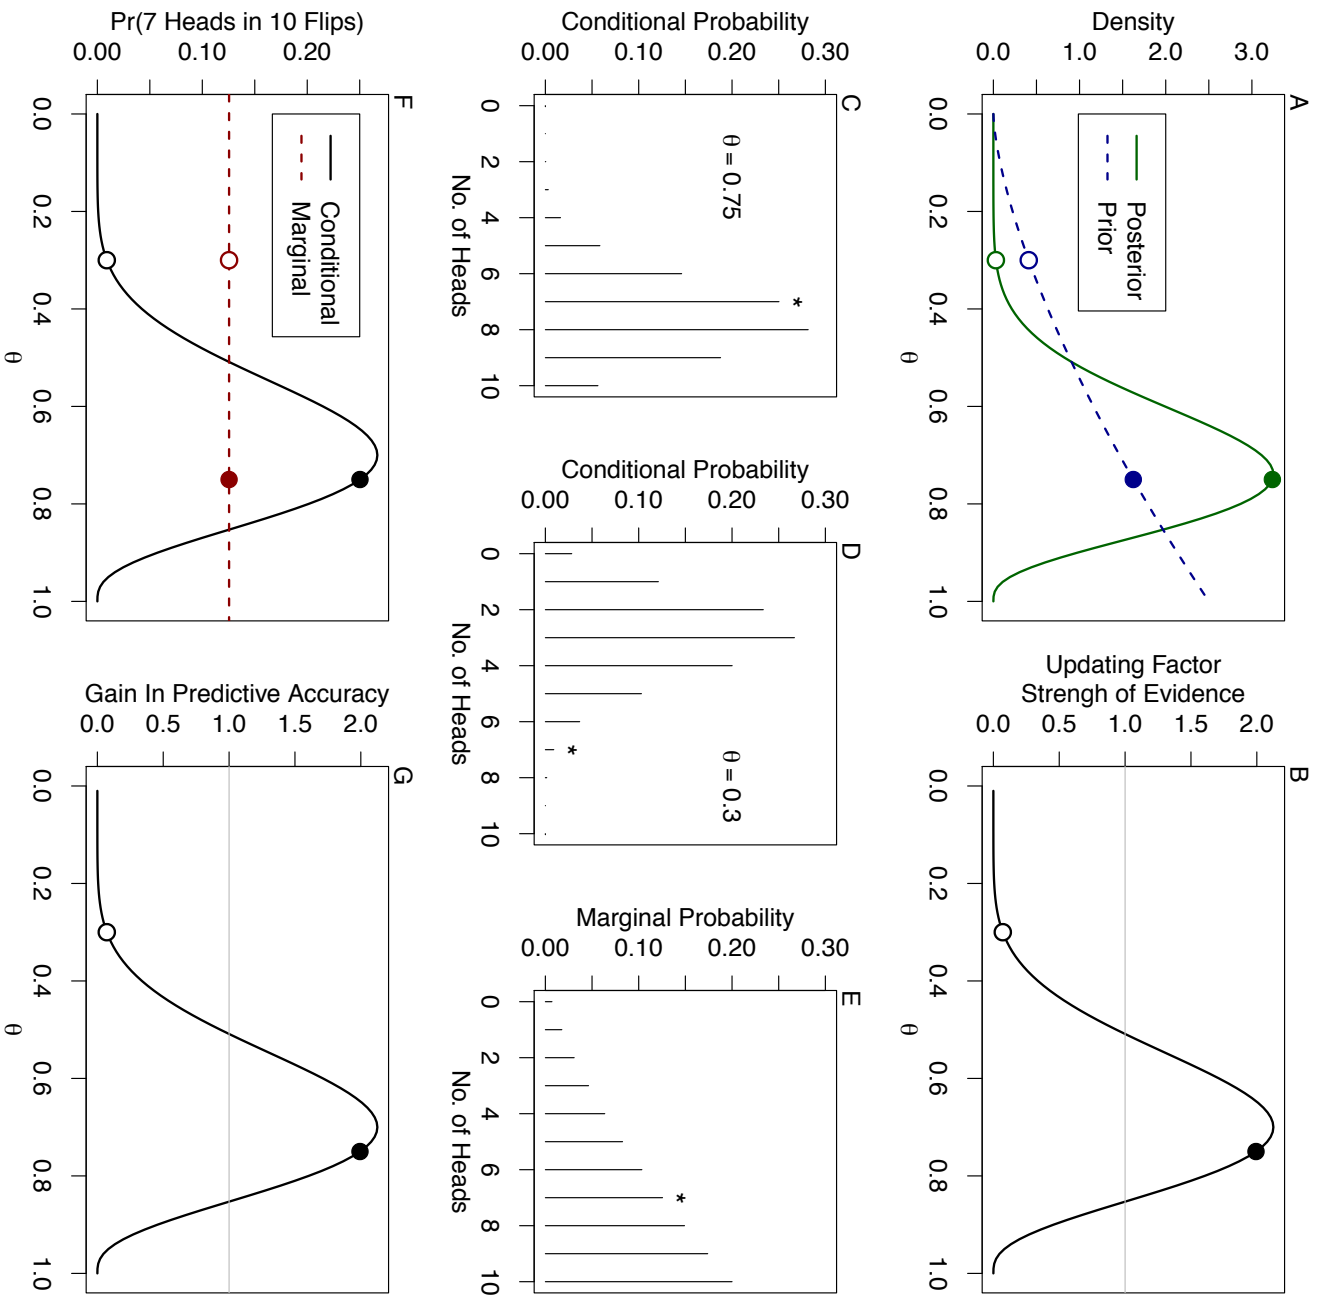 A
Density
0.0 1.0 2.0 3.0
Posterior
Prior
0.0 0.2 0.4 0.6 0.8 1.0
θ
B
Updating Factor
Strengh of Evidence
0.0 0.5 1.0 1.5 2.0
0.0 0.2 0.4 0.6 0.8 1.0
θ
C
Conditional Probability
0.00 0.10 0.20 0.30
θ = 0.75
*
0 2 4 6 8 10
No. of Heads
D
Conditional Probability
0.00 0.10 0.20 0.30
θ = 0.3
*
0 2 4 6 8 10
No. of Heads
E
Marginal Probability
0.00 0.10 0.20 0.30
*
0 2 4 6 8 10
No. of Heads
F
Pr(7 Heads in 10 Flips)
0.00 0.10 0.20
Conditional
Marginal
0.0 0.2 0.4 0.6 0.8 1.0
θ
G
Gain In Predictive Accuracy
0.0 0.5 1.0 1.5 2.0
0.0 0.2 0.4 0.6 0.8 1.0
θ